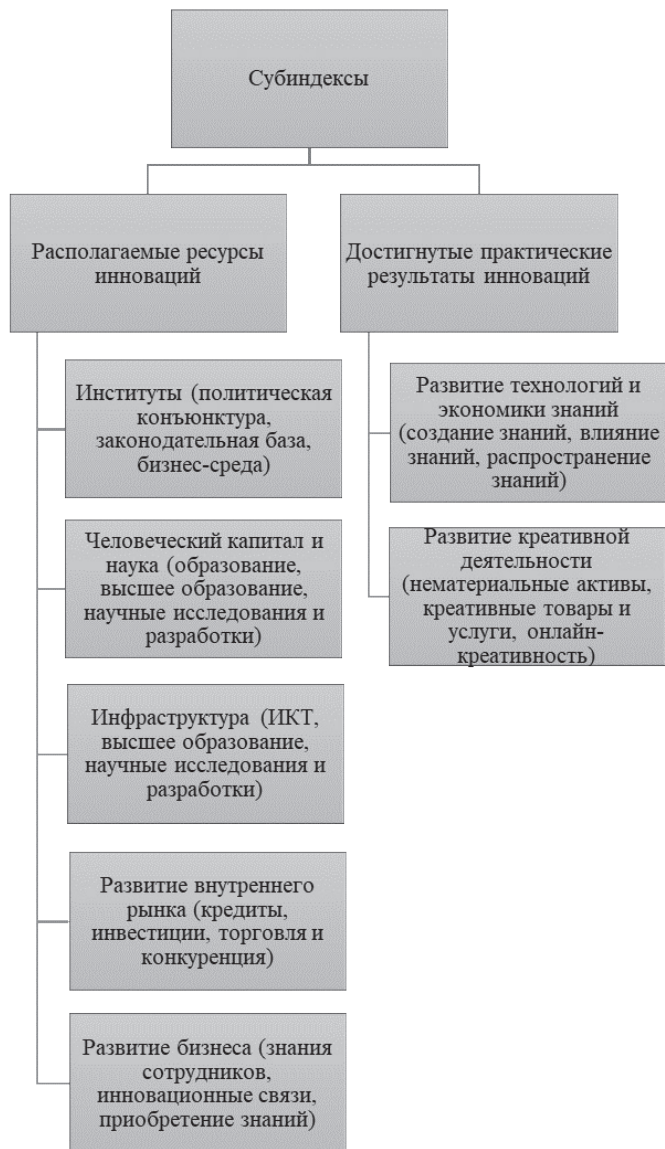 Субиндексы
Располагаемые ресурсы
инноваций
Достигнутые практические
результаты инноваций
Институты (политическая
конъюнктура,
законодательная база,
бизнес-среда)
Человеческий капитал и
наука (образование,
высшее образование,
научные исследования и
разработки)
Инфраструктура (ИКТ,
высшее образование,
научные исследования и
разработки)
Развитие внутреннего
рынка (кредиты,
инвестиции, торговля и
конкуренция)
Развитие бизнеса (знания
сотрудников,
инновационные связи,
приобретение знаний)
Развитие технологий и
экономики знаний
(создание знаний, влияние
знаний, распространение
знаний)
Развитие креативной
деятельности
(нематериальные активы,
креативные товары и
услуги, онлайн-
креативность)